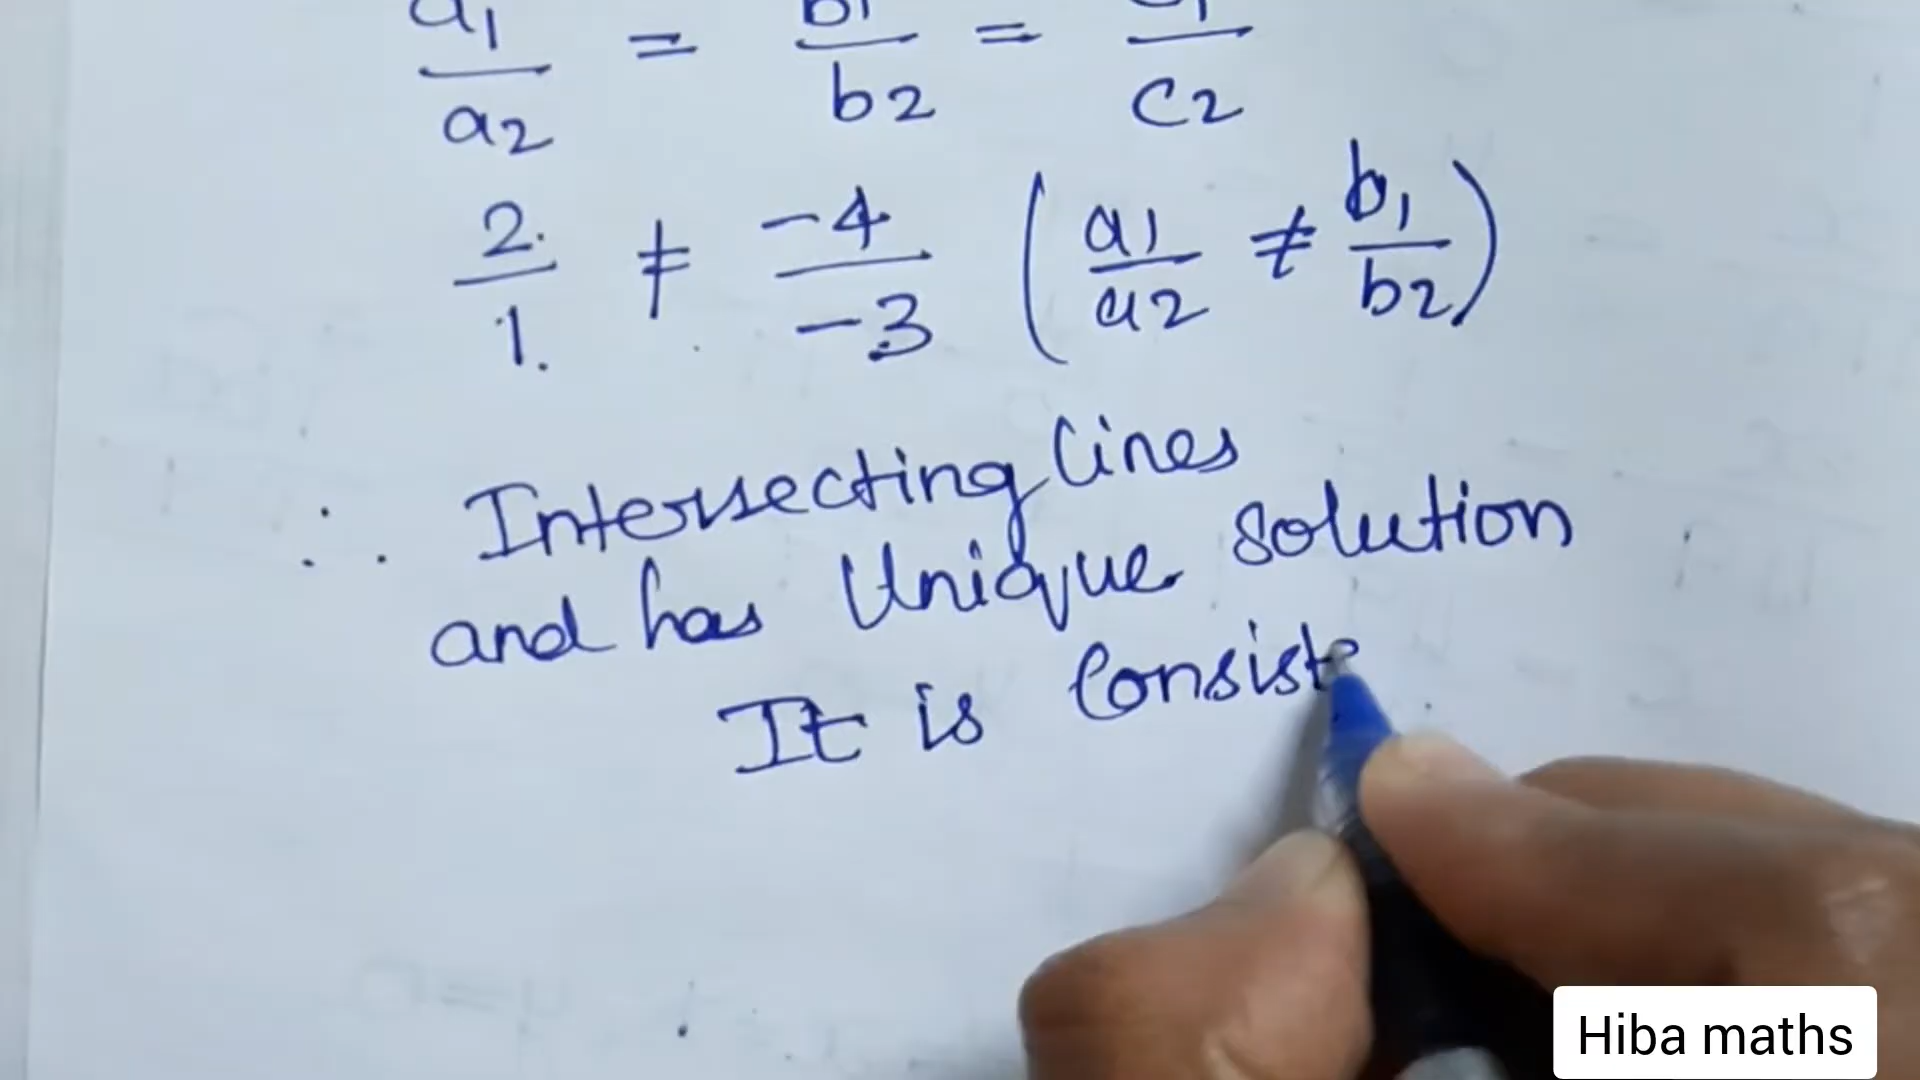 a1/a2 = b1/b2 = c1/c2
2/1 ≠ -4/-3 (a1/a2 ≠ b1/b2)
∴ Intersecting lines
and has Unique solution
It is Consiste
Hiba maths